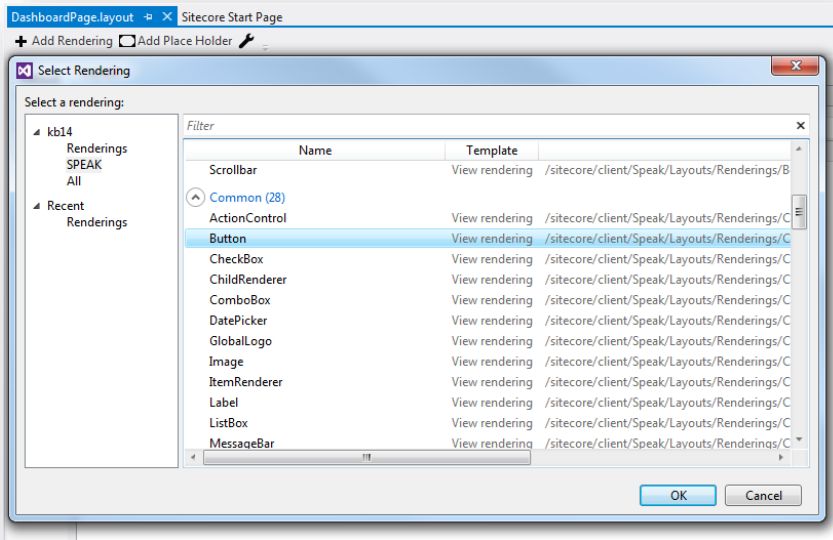 DashboardPage.layout Sitecore Start Page
Add Rendering Add Place Holder
Select Rendering
Select a rendering:
kb14
Renderings
SPEAK
All
Recent
Renderings
Filter
Name Template
Scrollbar View rendering /sitecore/client/Speak/Layouts/Renderings/B
Common (28)
ActionControl View rendering /sitecore/client/Speak/Layouts/Renderings/C
Button View rendering /sitecore/client/Speak/Layouts/Renderings/C
CheckBox View rendering /sitecore/client/Speak/Layouts/Renderings/C
ChildRenderer View rendering /sitecore/client/Speak/Layouts/Renderings/C
ComboBox View rendering /sitecore/client/Speak/Layouts/Renderings/C
DatePicker View rendering /sitecore/client/Speak/Layouts/Renderings/C
GlobalLogo View rendering /sitecore/client/Speak/Layouts/Renderings/C
Image View rendering /sitecore/client/Speak/Layouts/Renderings/C
ItemRenderer View rendering /sitecore/client/Speak/Layouts/Renderings/C
Label View rendering /sitecore/client/Speak/Layouts/Renderings/C
ListBox View rendering /sitecore/client/Speak/Layouts/Renderings/C
MessageBar View rendering /sitecore/client/Speak/Layouts/Renderings/C
OK Cancel